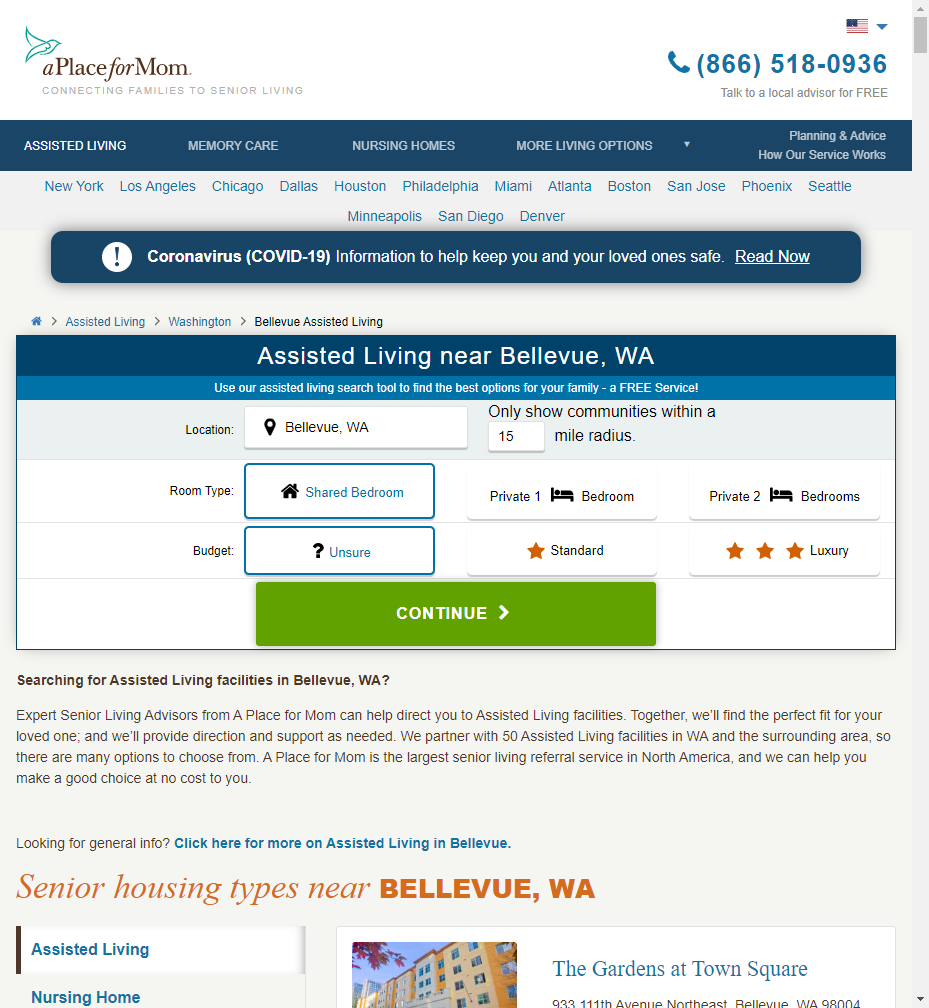 aPlaceforMom.
CONNECTING FAMILIES TO SENIOR LIVING
(866) 518-0936
Talk to a local advisor for FREE
ASSISTED LIVING MEMORY CARE NURSING HOMES MORE LIVING OPTIONS ▼
Planning & Advice
How Our Service Works
New York Los Angeles Chicago Dallas Houston Philadelphia Miami Atlanta Boston San Jose Phoenix Seattle
Minneapolis San Diego Denver
! Coronavirus (COVID-19) Information to help keep you and your loved ones safe. Read Now
> Assisted Living > Washington > Bellevue Assisted Living
Assisted Living near Bellevue, WA
Use our assisted living search tool to find the best options for your family - a FREE Service!
Location: Bellevue, WA
Only show communities within a
15 mile radius.
Room Type: Shared Bedroom Private 1 Bedroom Private 2 Bedrooms
Budget: ? Unsure Standard Luxury
CONTINUE >
Searching for Assisted Living facilities in Bellevue, WA?
Expert Senior Living Advisors from A Place for Mom can help direct you to Assisted Living facilities. Together, we'll find the perfect fit for your
loved one; and we'll provide direction and support as needed. We partner with 50 Assisted Living facilities in WA and the surrounding area, so
there are many options to choose from. A Place for Mom is the largest senior living referral service in North America, and we can help you
make a good choice at no cost to you.
Looking for general info? Click here for more on Assisted Living in Bellevue.
Senior housing types near BELLEVUE, WA
Assisted Living
Nursing Home
The Gardens at Town Square
933 111th Avenue Northeast, Bellevue, WA 98004